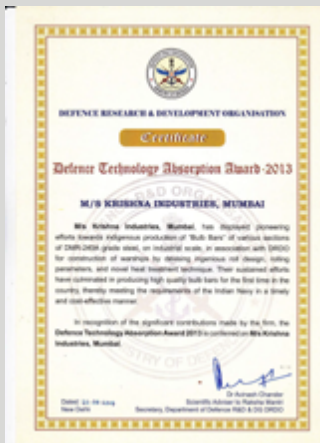 DEFENCE RESEARCH & DEVELOPMENT ORGANISATION
Certificate
Defence Technology Absorption Award-2013
M/S KRISHNA INDUSTRIES, MUMBAI
M/s Krishna Industries, Mumbai, has displayed pioneering
efforts towards indigenous production of "Bulb Bars" of various sections
of DMR-249A grade steel, on industrial scale, in association with DRDO
for construction of warships by devising ingenious roll design, rolling
parameters, and novel heat treatment technique. Their sustained efforts
have culminated in producing high quality bulb bars for the first time in the
country, thereby meeting the requirements of the Indian Navy in a timely
and cost-effective manner.
In recognition of the significant contributions made by the firm, the
Defence Technology Absorption Award 2013 is conferred on M/s Krishna
Industries, Mumbai.
Dr Avinash Chander
Dated:
Scientific Adviser to Raksha Mantri
New Delhi
Secretary, Department of Defence R&D & DG DRDO